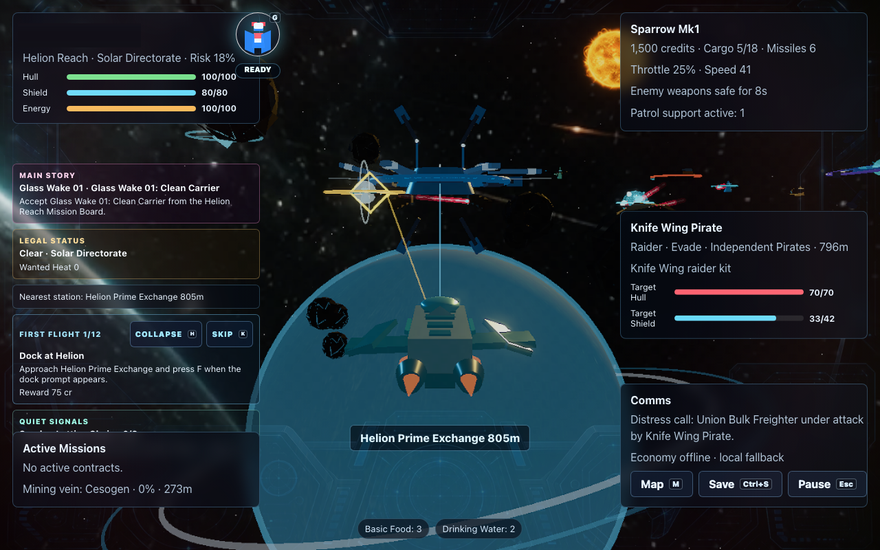 G
READY
Helion Reach · Solar Directorate · Risk 18%
Hull 100/100
Shield 80/80
Energy 100/100
MAIN STORY
Glass Wake 01 · Glass Wake 01: Clean Carrier
Accept Glass Wake 01: Clean Carrier from the Helion
Reach Mission Board.
LEGAL STATUS
Clear · Solar Directorate
Wanted Heat 0
Nearest station: Helion Prime Exchange 805m
FIRST FLIGHT 1/12
COLLAPSE H
SKIP K
Dock at Helion
Approach Helion Prime Exchange and press F when the
dock prompt appears.
Reward 75 cr
QUIET SIGNALS
Active Missions
No active contracts.
Mining vein: Cesogen · 0% · 273m
Helion Prime Exchange 805m
Basic Food: 3
Drinking Water: 2
Sparrow Mk1
1,500 credits · Cargo 5/18 · Missiles 6
Throttle 25% · Speed 41
Enemy weapons safe for 8s
Patrol support active: 1
Knife Wing Pirate
Raider · Evade · Independent Pirates · 796m
Knife Wing raider kit
Target
Hull
70/70
Target
Shield
33/42
Comms
Distress call: Union Bulk Freighter under attack
by Knife Wing Pirate.
Economy offline · local fallback
Map M
Save Ctrl+S
Pause Esc